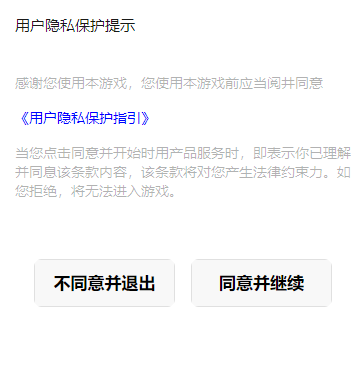 用户隐私保护提示
感谢您使用本游戏，您使用本游戏前应当阅井同意
《用户隐私保护指引》
当您点击同意并开始时用产品服务时，即表示你已理解
并同息该条款内容，该条款将对您产生法律约束力。如
您拒绝，将无法进入游戏。
不同意并退出
同意并继续